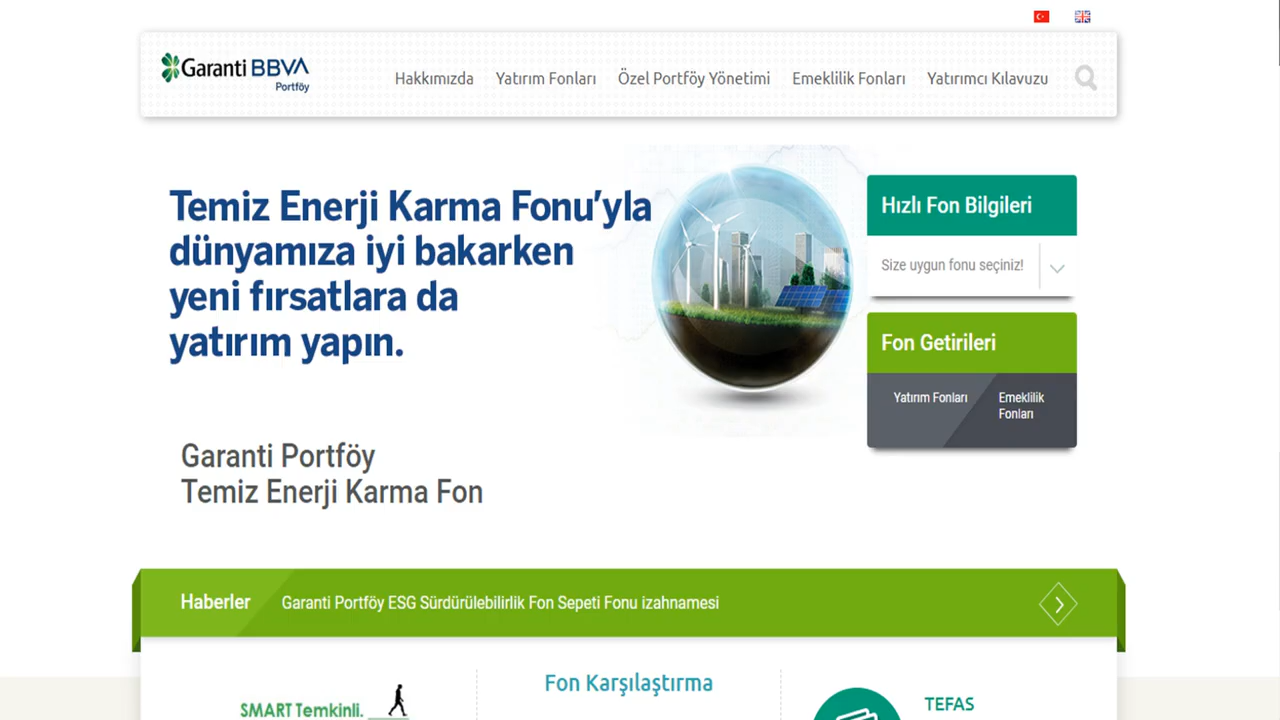 Garanti BBVA
Portföy
Hakkımızda
Yatırım Fonları
Özel Portföy Yönetimi
Emeklilik Fonları
Yatırımcı Kılavuzu
Temiz Enerji Karma Fonu'yla
dünyamıza iyi bakarken
yeni fırsatlara da
yatırım yapın.
Garanti Portföy
Temiz Enerji Karma Fon
Hızlı Fon Bilgileri
Size uygun fonu seçiniz!
Fon Getirileri
Yatırım Fonları
Emeklilik
Fonları
Haberler
Garanti Portföy ESG Sürdürülebilirlik Fon Sepeti Fonu izahnamesi
SMART Temkinli.
Fon Karşılaştırma
TEFAS